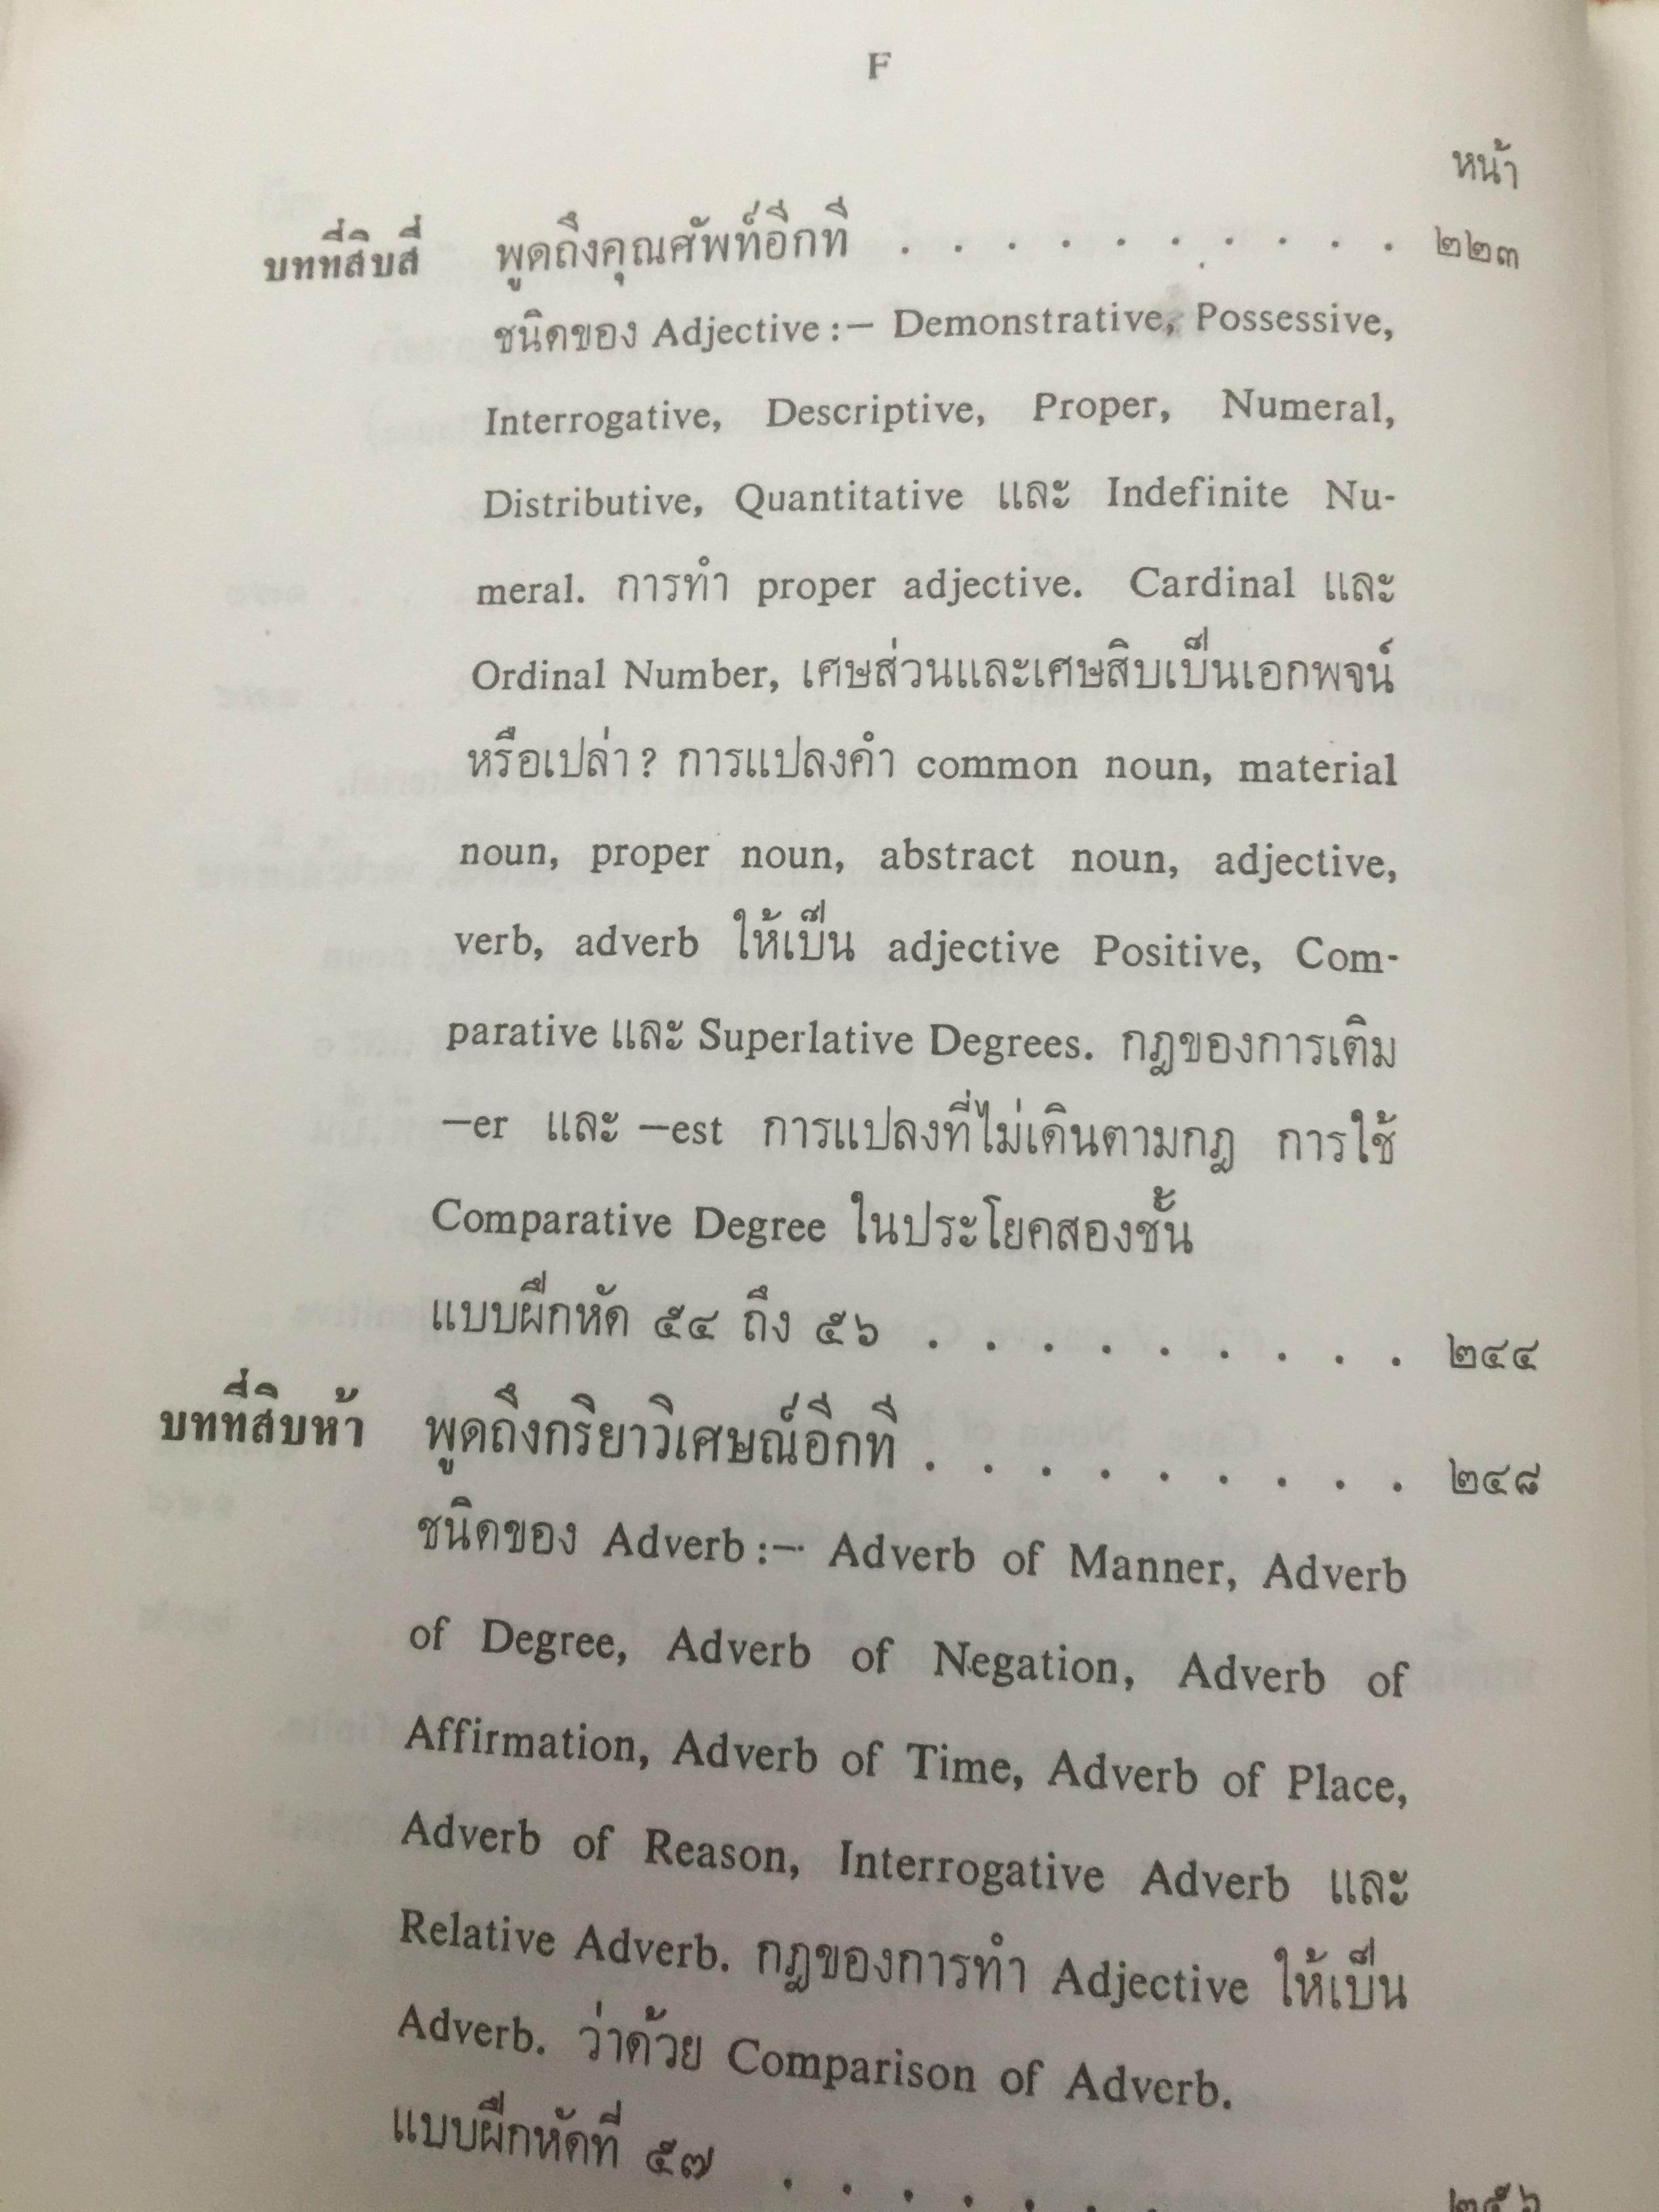 F
หน้า
บทที่สิบสี่ พูดถึงคุณศัพท์อีกที . . . . . . . . . . ๒๒๓
ชนิดของ Adjective :— Demonstrative, Possessive,
Interrogative, Descriptive, Proper, Numeral,
Distributive, Quantitative และ Indefinite Nu-
meral. การทำ proper adjective. Cardinal และ
Ordinal Number, เศษส่วนและเศษสิบเป็นเอกพจน์
หรือเปล่า ? การแปลงคำ common noun, material
noun, proper noun, abstract noun, adjective,
verb, adverb ให้เป็น adjective Positive, Com-
parative และ Superlative Degrees. กฎของการเติม
—er และ —est การแปลงที่ไม่เดินตามกฎ การใช้
Comparative Degree ในประโยคสองชั้น
แบบฝึกหัด ๕๔ ถึง ๕๖ . . . . . . . . . ๒๔๔
บทที่สิบห้า พูดถึงกริยาวิเศษณ์อีกที . . . . . . . . . ๒๔๘
ชนิดของ Adverb :— Adverb of Manner, Adverb
of Degree, Adverb of Negation, Adverb of
Affirmation, Adverb of Time, Adverb of Place,
Adverb of Reason, Interrogative Adverb และ
Relative Adverb. กฎของการทำ Adjective ให้เป็น
Adverb. ว่าด้วย Comparison of Adverb.
แบบฝึกหัดที่ ๕๗ . . . . . . . ๒๕๖